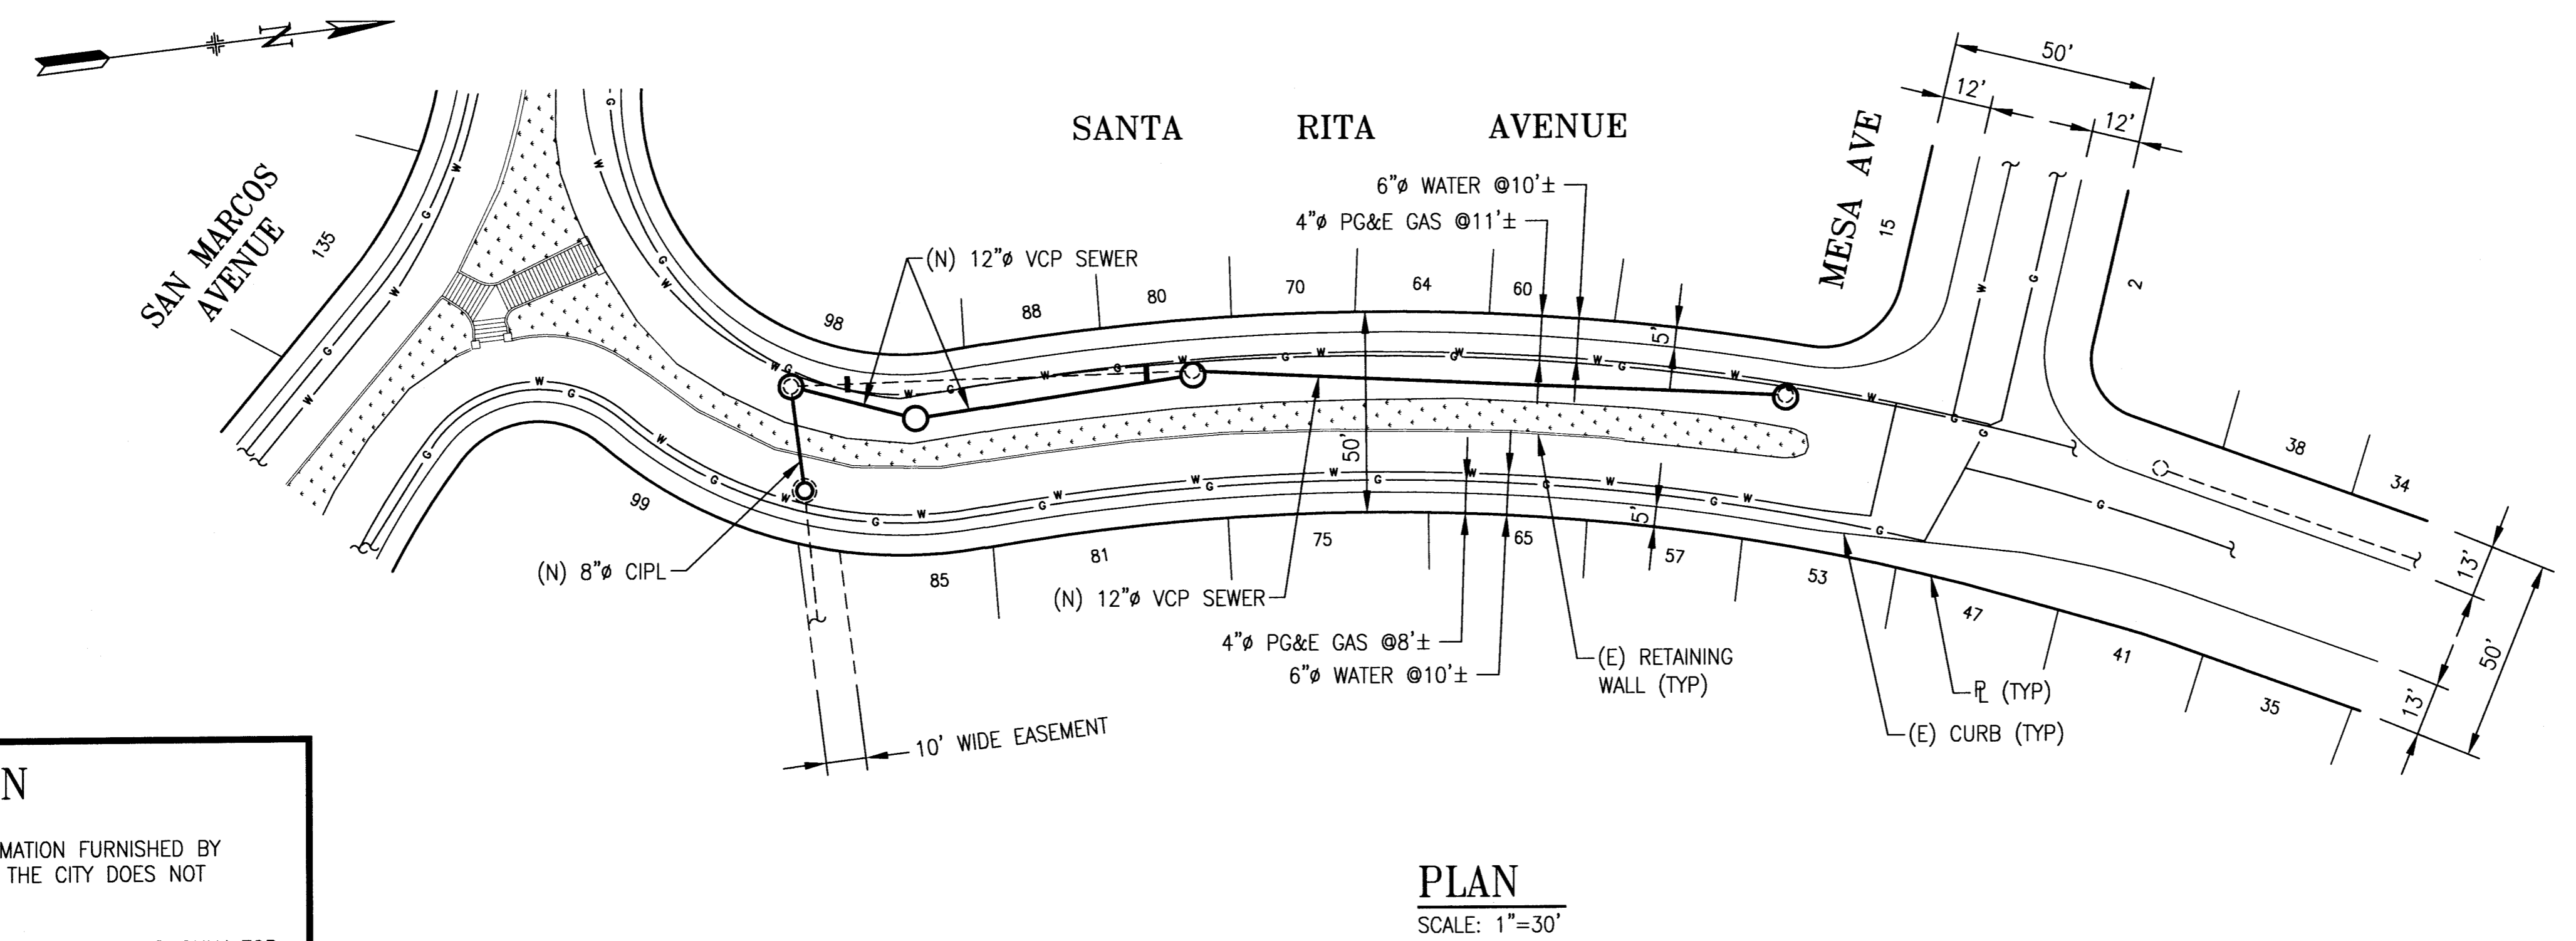 N
50'
12'
12'
SANTA RITA AVENUE
MESA AVE
SAN MARCOS
AVENUE
135
15
2
6"ø WATER @10'±
4"ø PG&E GAS @11'±
(N) 12"ø VCP SEWER
98
88
80
70
64
60
5'
50'
38
34
99
85
81
75
65
57
53
47
41
35
5'
13'
50'
13'
(N) 8"ø CIPL
(N) 12"ø VCP SEWER
4"ø PG&E GAS @8'±
6"ø WATER @10'±
(E) RETAINING
WALL (TYP)
PL (TYP)
(E) CURB (TYP)
10' WIDE EASEMENT
N
MATION FURNISHED BY
THE CITY DOES NOT
PLAN
SCALE: 1"=30'